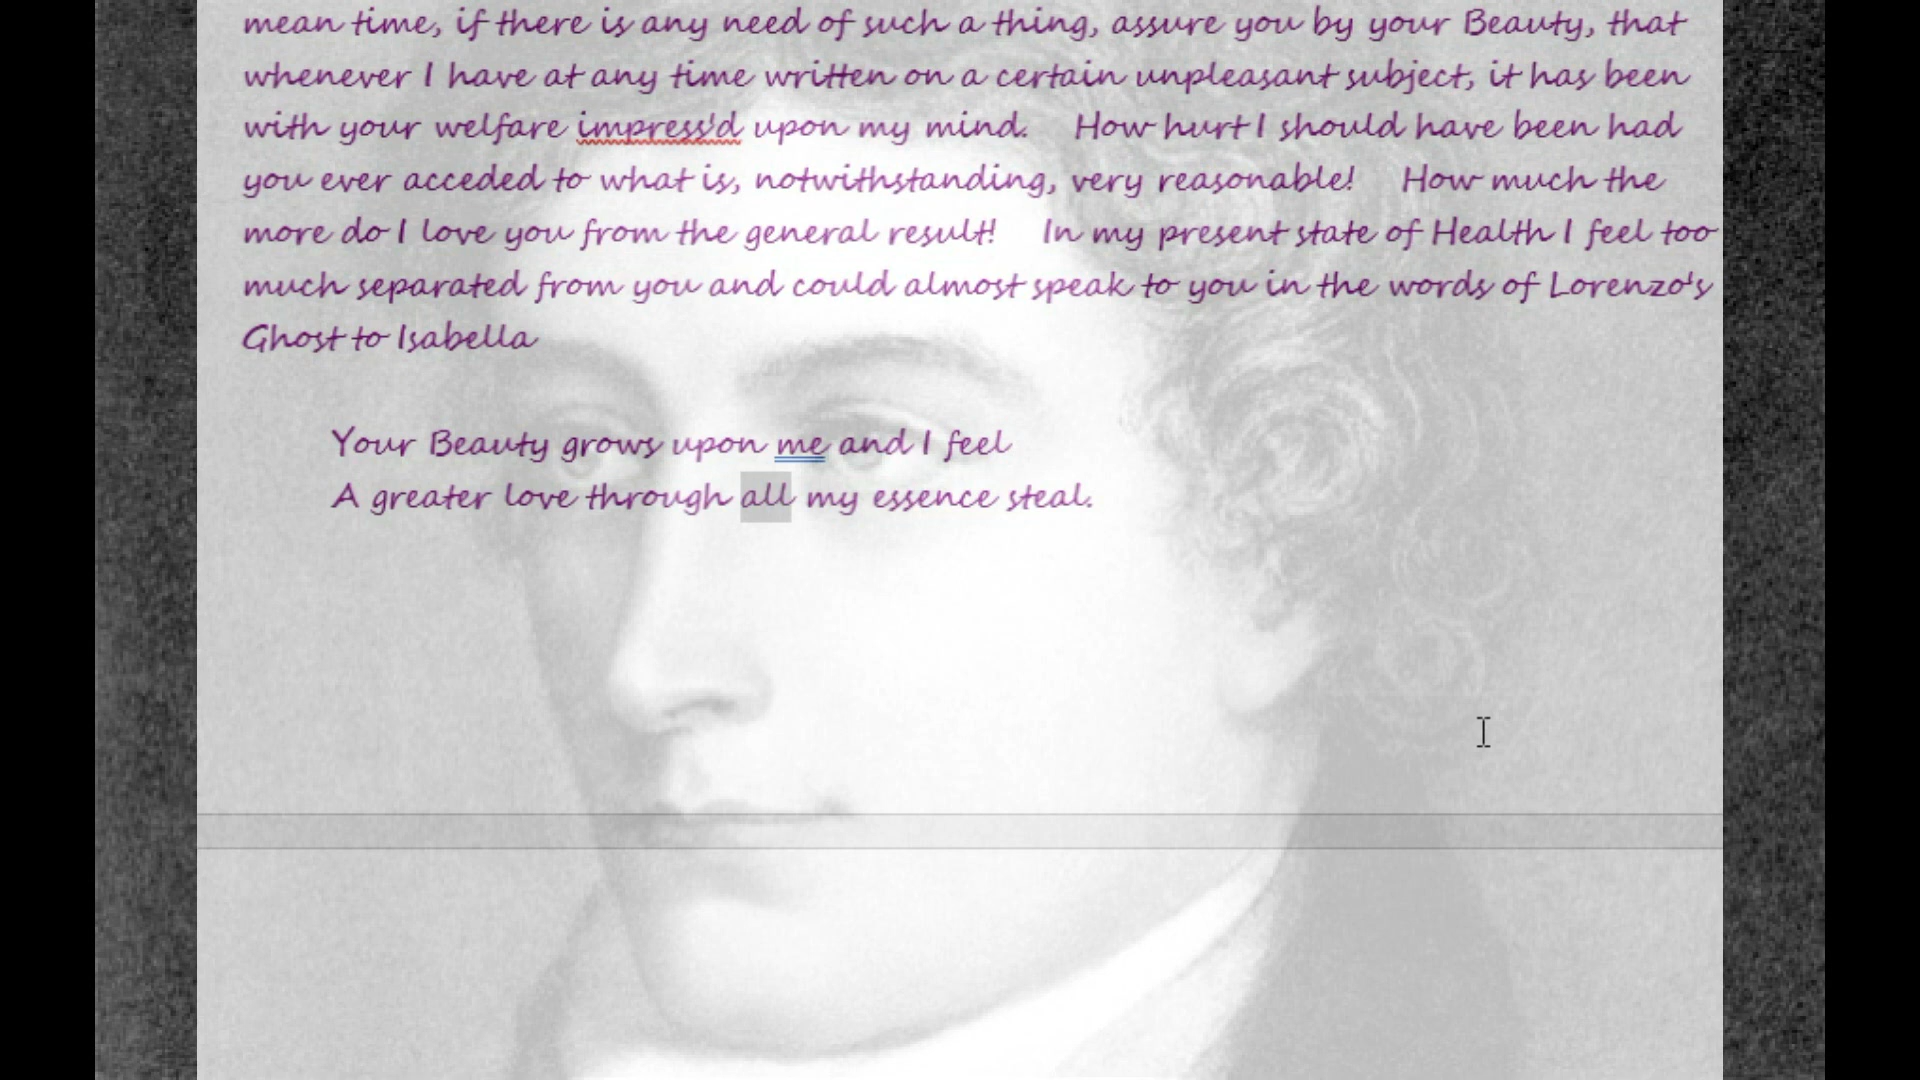 mean time, if there is any need of such a thing, assure you by your Beauty, that
whenever I have at any time written on a certain unpleasant subject, it has been
with your welfare impress'd upon my mind. How hurt I should have been had
you ever acceded to what is, notwithstanding, very reasonable! How much the
more do I love you from the general result! In my present state of Health I feel too
much separated from you and could almost speak to you in the words of Lorenzo's
Ghost to Isabella
Your Beauty grows upon me and I feel
A greater love through all my essence steal.